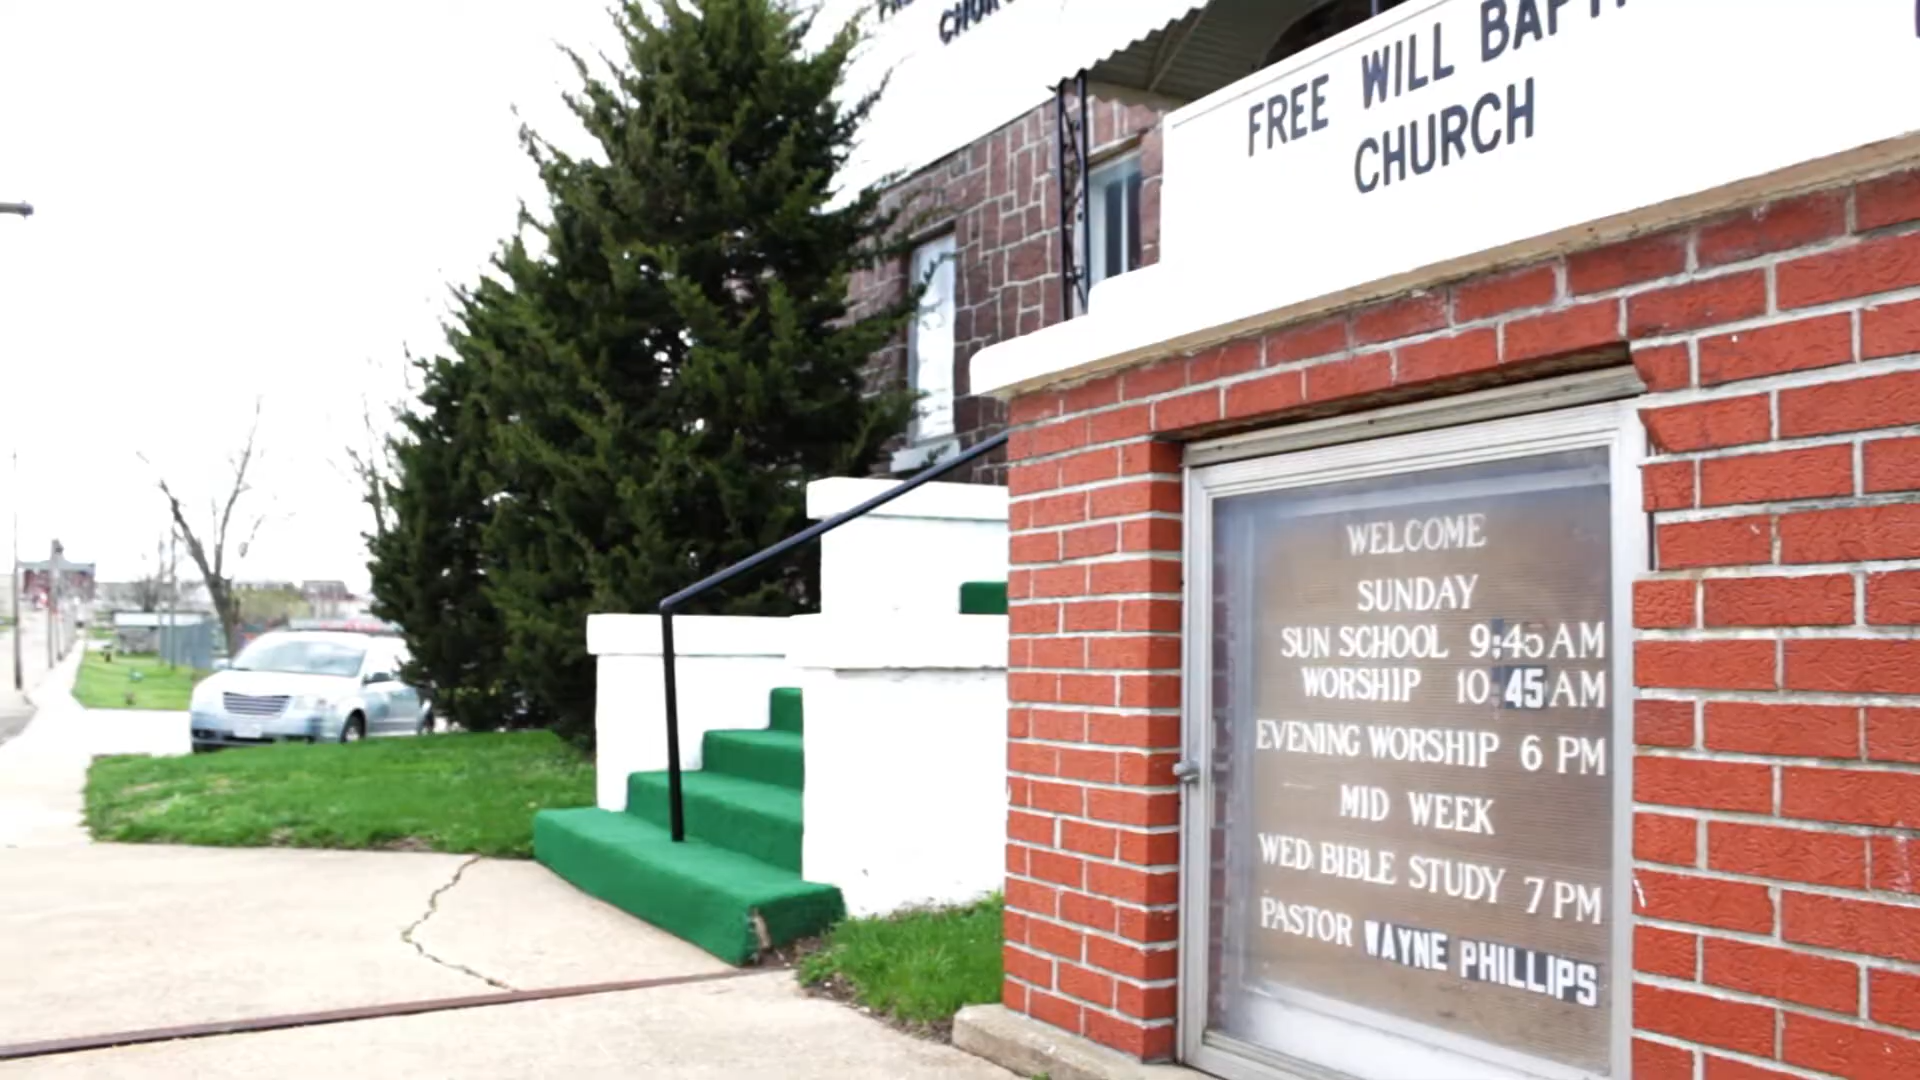 CHURCH
FREE WILL
CHURCH
WELCOME
SUNDAY
SUN SCHOOL 9:45 AM
WORSHIP 10:45 AM
EVENING WORSHIP 6 PM
MID WEEK
WED BIBLE STUDY 7 PM
PASTOR WAYNE PHILLIPS